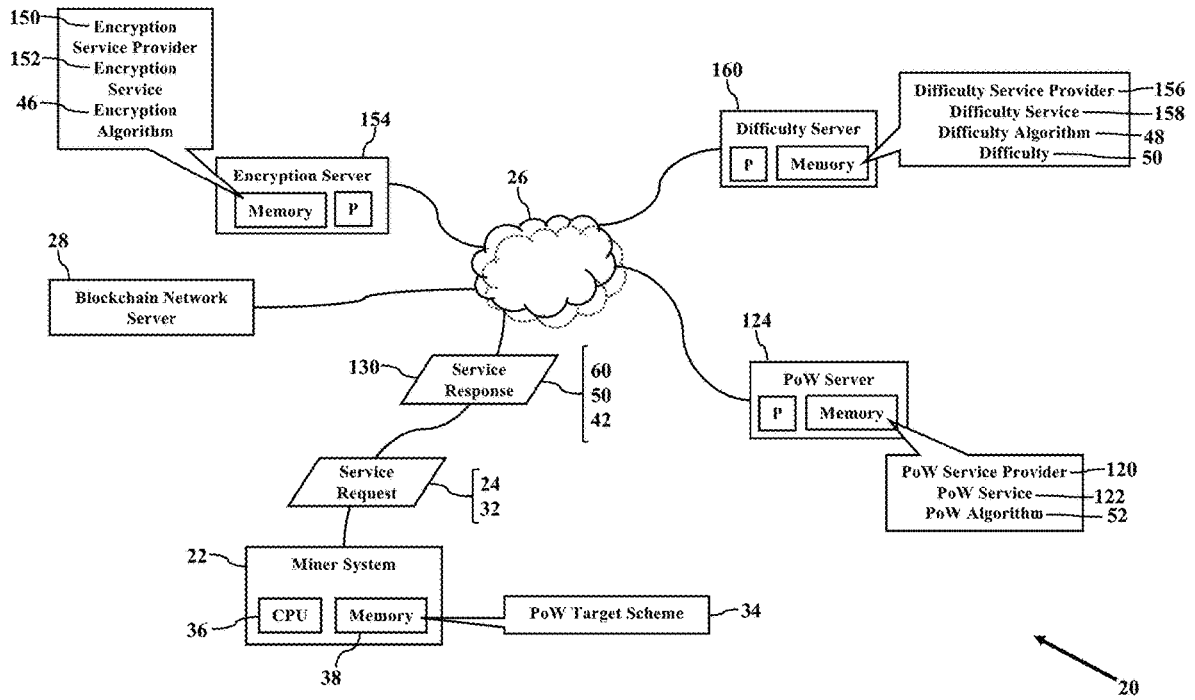 150
Encryption
Service Provider
152
Encryption
Service
46
Encryption
Algorithm
154
Encryption Server
Memory
P
160
Difficulty Server
P
Memory
Difficulty Service Provider
156
Difficulty Service
158
Difficulty Algorithm
48
Difficulty
50
26
28
Blockchain Network
Server
130
Service
Response
60
50
42
124
PoW Server
P
Memory
PoW Service Provider
120
PoW Service
122
PoW Algorithm
52
Service
Request
24
32
22
Miner System
CPU
Memory
36
38
PoW Target Scheme
34
20